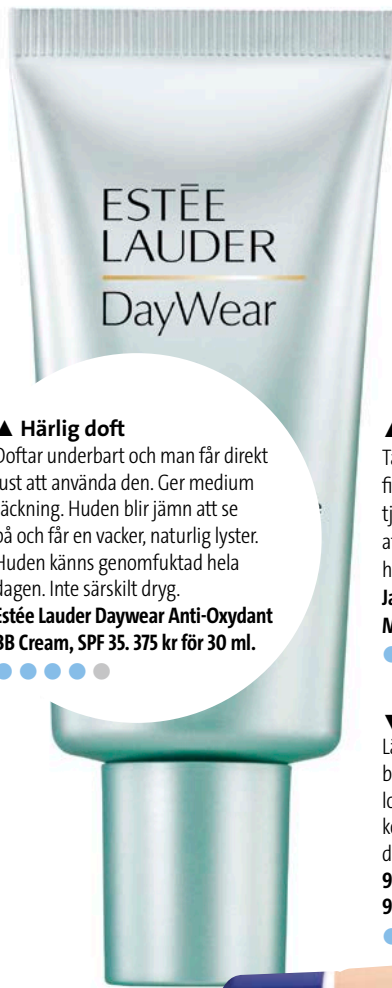 ESTĒE
LAUDER
DayWear
▲ Härlig doft
Doftar underbart och man får direkt
lust att använda den. Ger medium
täckning. Huden blir jämn att se
på och får en vacker, naturlig lyster.
Huden känns genomfuktad hela
dagen. Inte särskilt dryg.
Estée Lauder Daywear Anti-Oxydant
BB Cream, SPF 35. 375 kr för 30 ml.